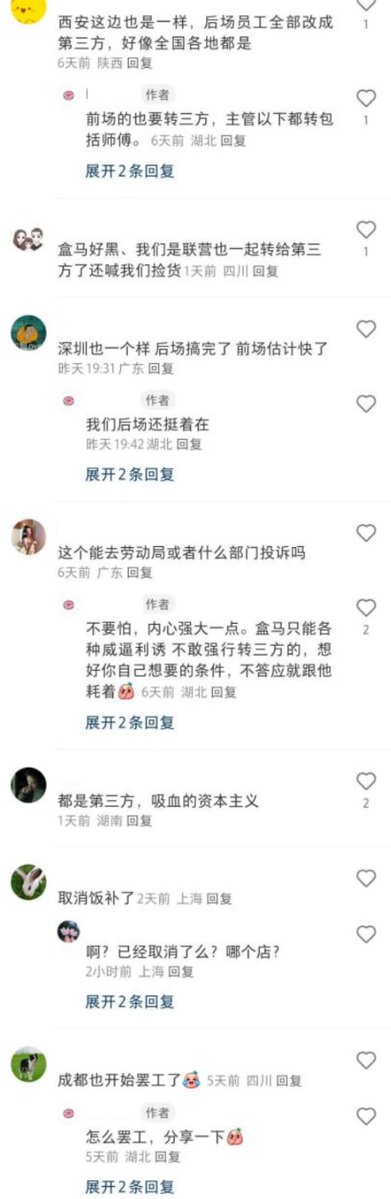 西安这边也是一样，后场员工全部改成
第三方，好像全国各地都是
1
6天前 陕西 回复
作者
前场的也要转三方，主管以下都转包
括师傅。 6天前 湖北 回复
1
展开2条回复
盒马好黑、我们是联营也一起转给第三
方了还喊我们捡货 1天前 四川 回复
1
深圳也一个样 后场搞完了 前场估计快了
昨天 19:31 广东 回复
作者
我们后场还挺着在
昨天 19:42 湖北 回复
展开2条回复
这个能去劳动局或者什么部门投诉吗
6天前 广东 回复
作者
不要怕，内心强大一点。盒马只能各
种威逼利诱 不敢强行转三方的，想
好你自己想要的条件，不答应就跟他
耗着 6天前 湖北 回复
2
展开2条回复
都是第三方，吸血的资本主义
1天前 湖南 回复
2
取消饭补了 2天前 上海 回复
啊？已经取消了么？哪个店？
2小时前 上海 回复
展开2条回复
成都也开始罢工了 5天前 四川 回复
作者
怎么罢工，分享一下
5天前 湖北 回复
展开2条回复